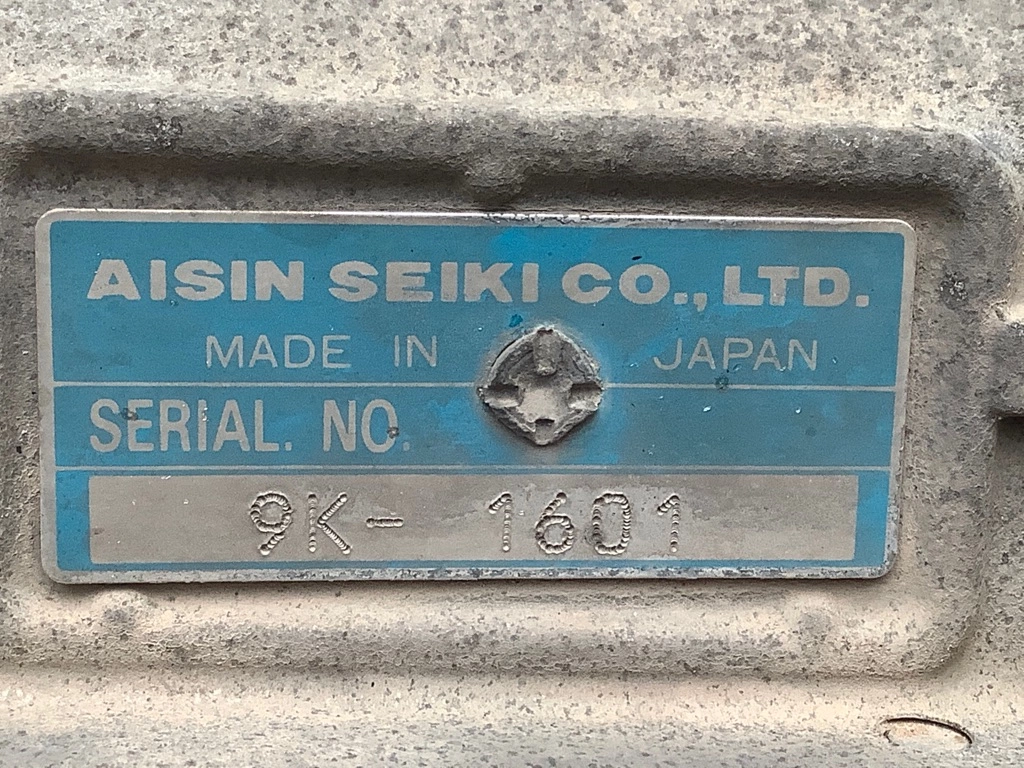 AISIN SEIKI CO., LTD.
MADE IN JAPAN
SERIAL. NO.
9K- 1601